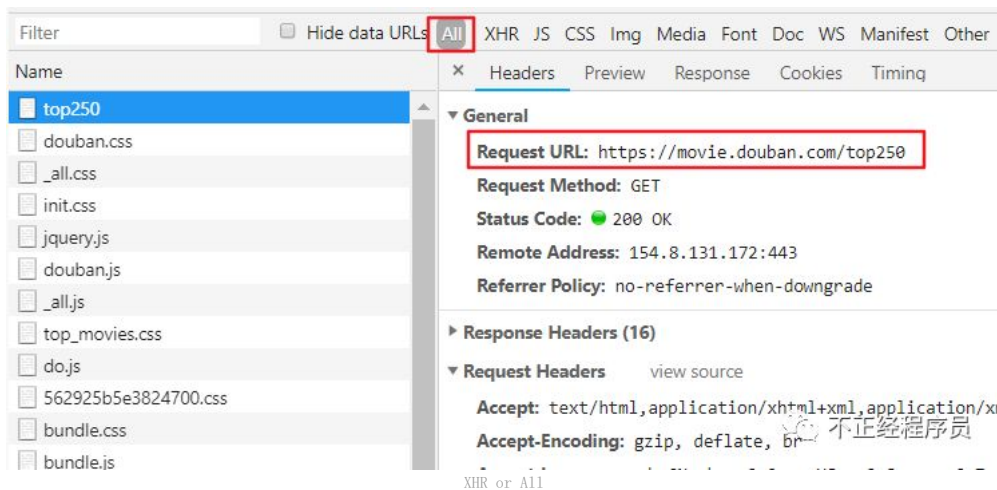 Filter Hide data URLs All XHR JS CSS Img Media Font Doc WS Manifest Other
Name
top250
douban.css
_all.css
init.css
jquery.js
douban.js
_all.js
top_movies.css
do.js
562925b5e3824700.css
bundle.css
bundle.js
× Headers Preview Response Cookies Timing
▼ General
Request URL: https://movie.douban.com/top250
Request Method: GET
Status Code: 200 OK
Remote Address: 154.8.131.172:443
Referrer Policy: no-referrer-when-downgrade
▶ Response Headers (16)
▼ Request Headers view source
Accept: text/html,application/xhtml+xml,application/x
Accept-Encoding: gzip, deflate, br
不正经程序员
XHR or All